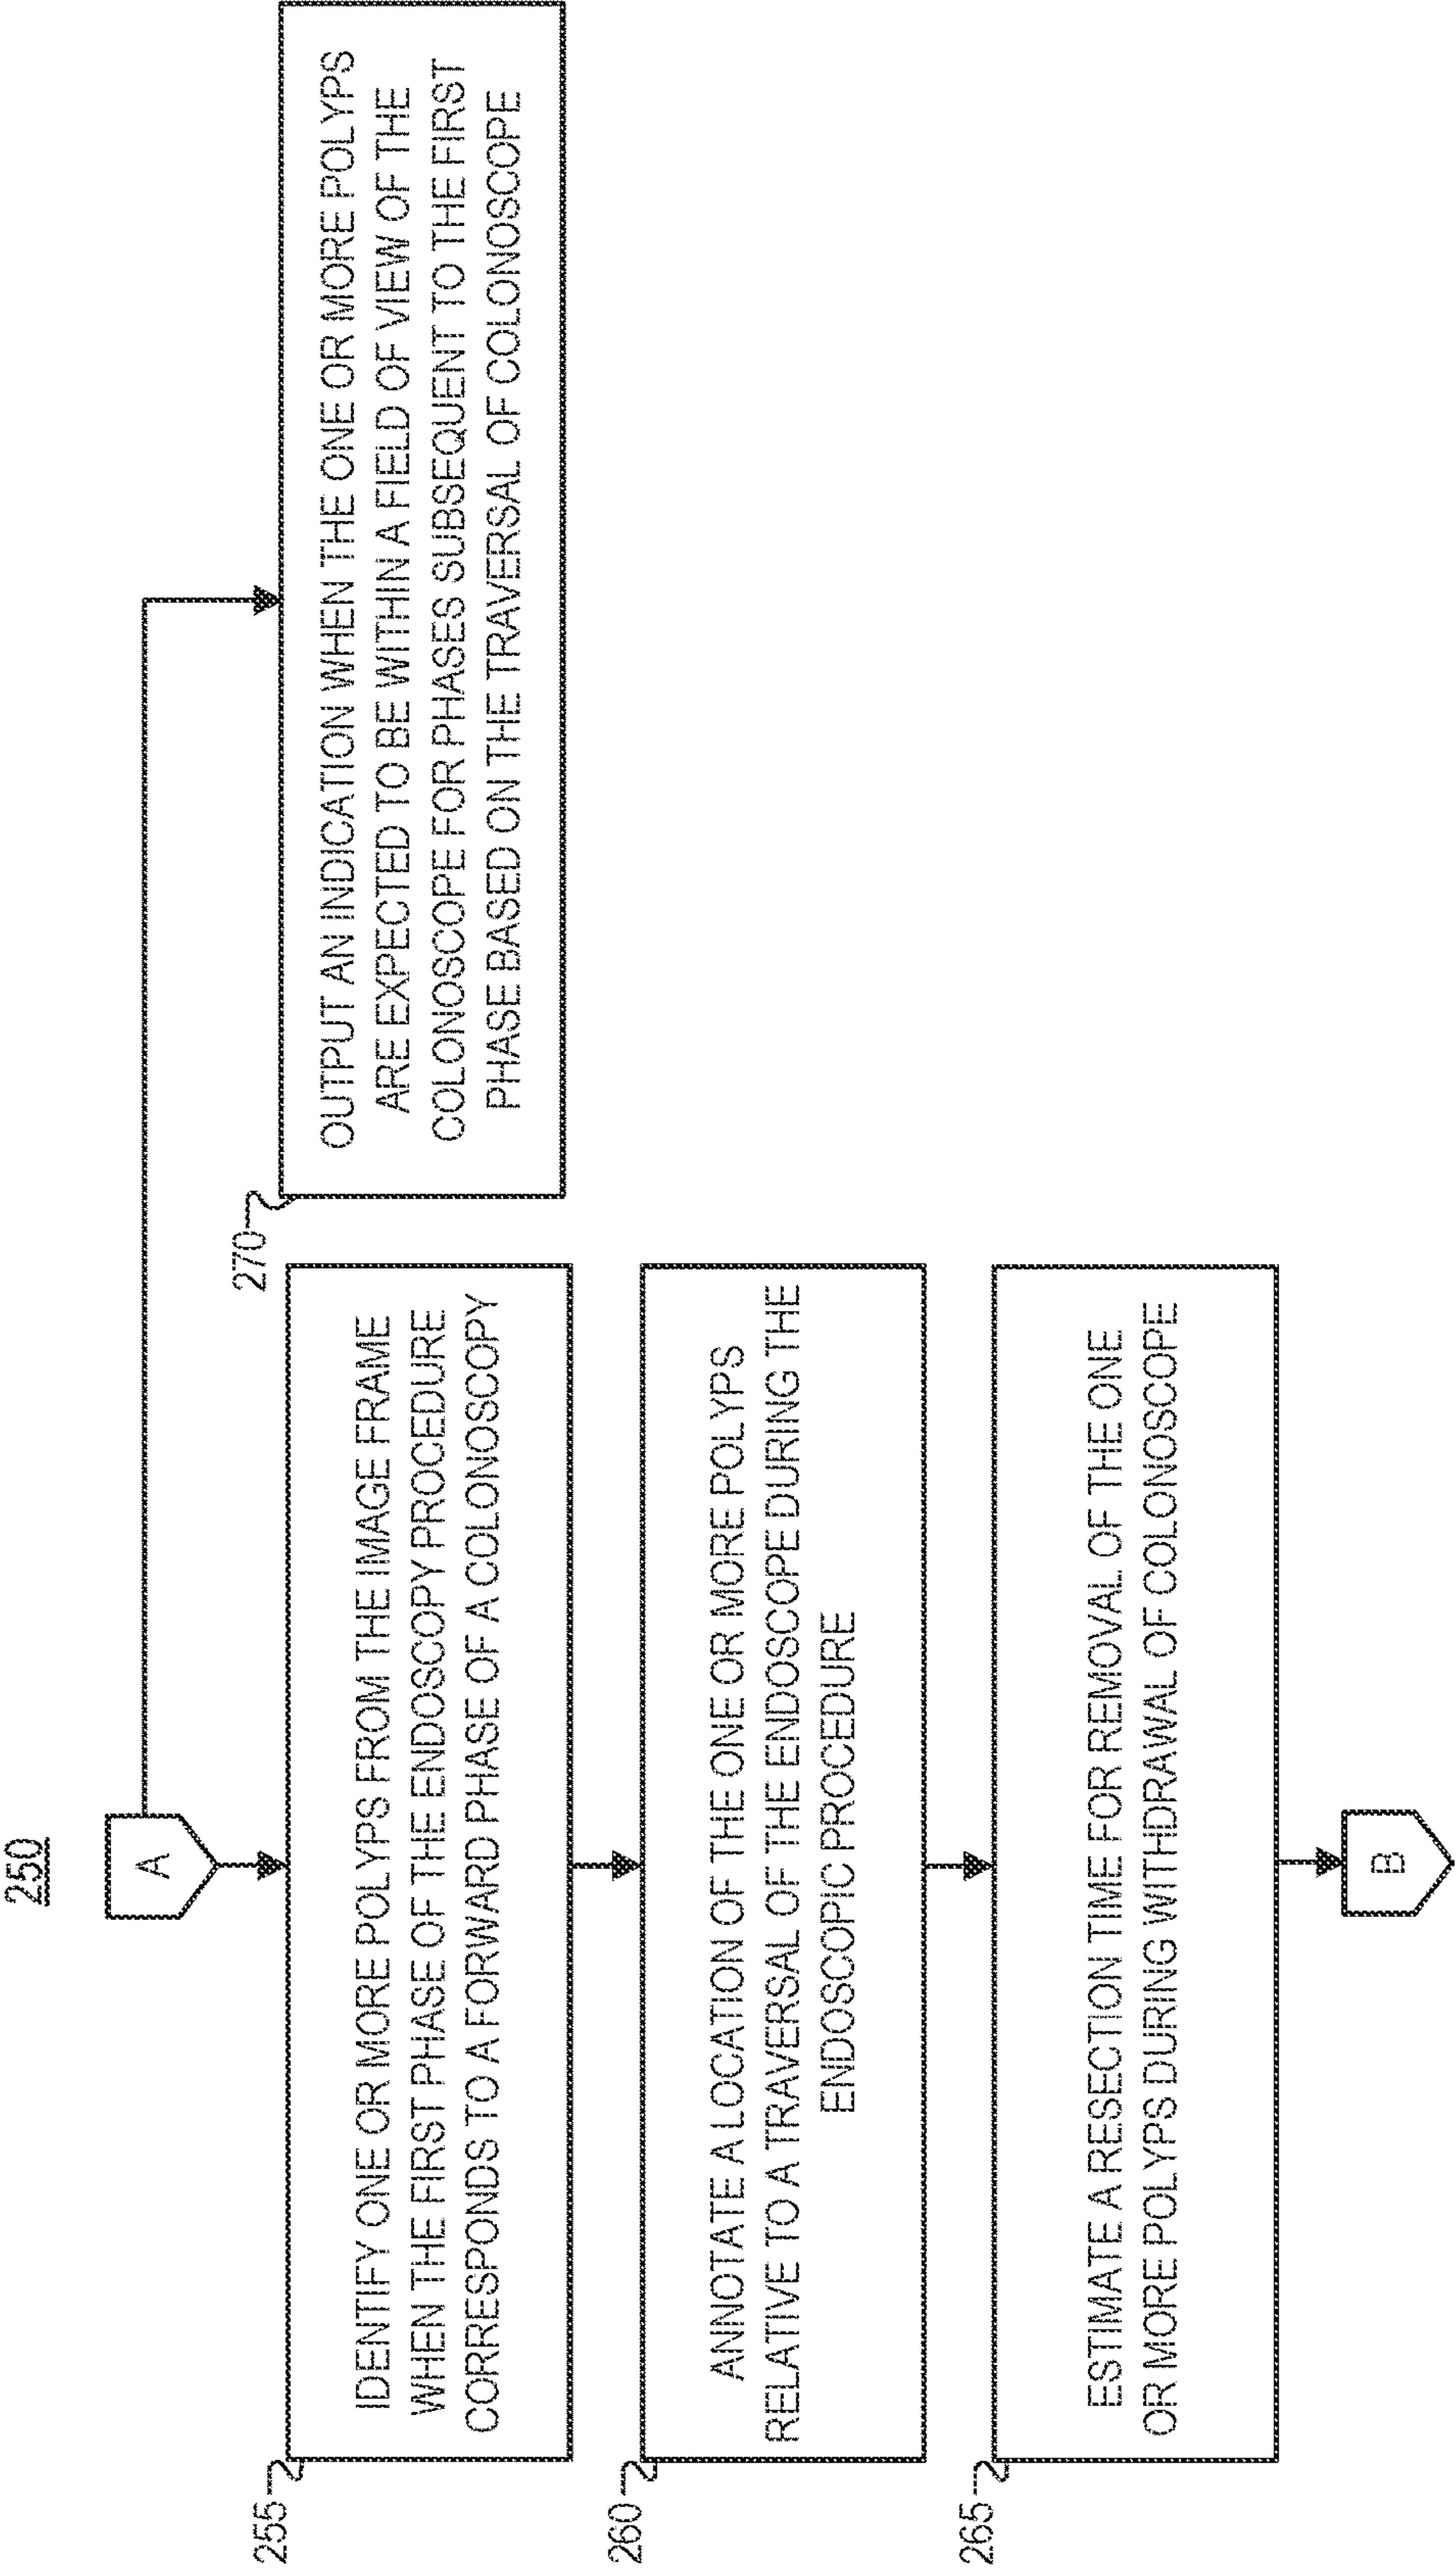 250
A
255
IDENTIFY ONE OR MORE POLYPS FROM THE IMAGE FRAME
WHEN THE FIRST PHASE OF THE ENDOSCOPY PROCEDURE
CORRESPONDS TO A FORWARD PHASE OF A COLONOSCOPY
260
ANNOTATE A LOCATION OF THE ONE OR MORE POLYPS
RELATIVE TO A TRAVERSAL OF THE ENDOSCOPE DURING THE
ENDOSCOPIC PROCEDURE
265
ESTIMATE A RESECTION TIME FOR REMOVAL OF THE ONE
OR MORE POLYPS DURING WITHDRAWAL OF COLONOSCOPE
B
270
OUTPUT AN INDICATION WHEN THE ONE OR MORE POLYPS
ARE EXPECTED TO BE WITHIN A FIELD OF VIEW OF THE
COLONOSCOPE FOR PHASES SUBSEQUENT TO THE FIRST
PHASE BASED ON THE TRAVERSAL OF COLONOSCOPE